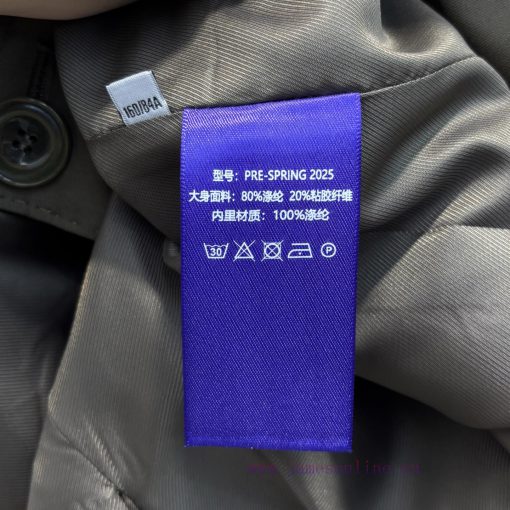 160/84A
型号：PRE-SPRING 2025
大身面料：80%涤纶 20%粘胶纤维
内里材质：100%涤纶
30
P